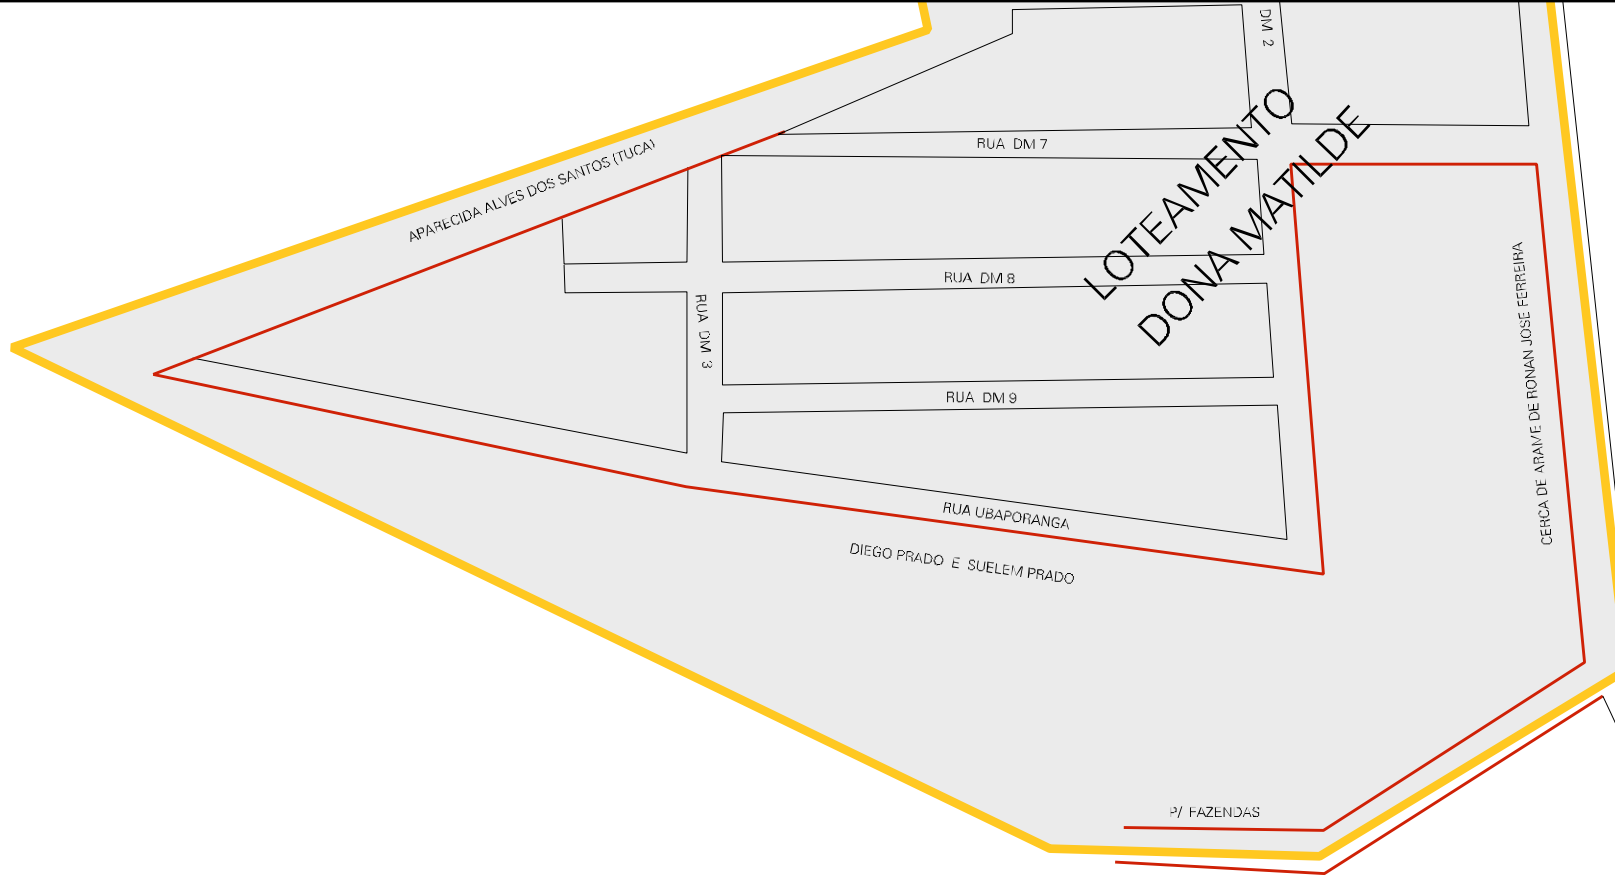 DM 2
RUA DM 7
APARECIDA ALVES DOS SANTOS (TUCA)
LOTEAMENTO
DONA MATILDE
RUA DM 8
RUA DM 3
CERCA DE ARAME DE RONAN JOSE FERREIRA
RUA DM 9
RUA UBAPORANGA
DIEGO PRADO E SUELEM PRADO
P/ FAZENDAS